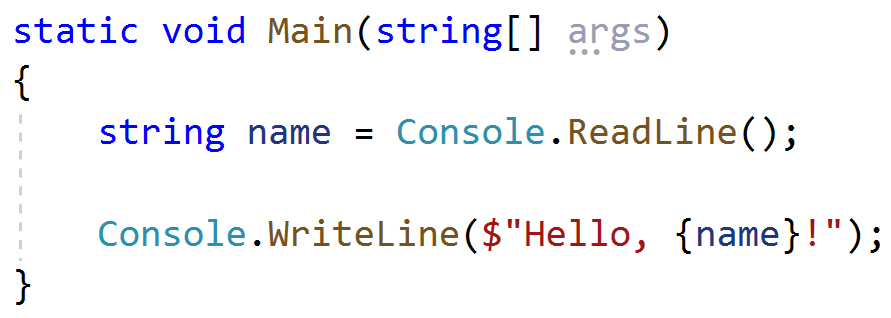 static void Main(string[] args)
{
    string name = Console.ReadLine();
    Console.WriteLine($"Hello, {name}!");
}